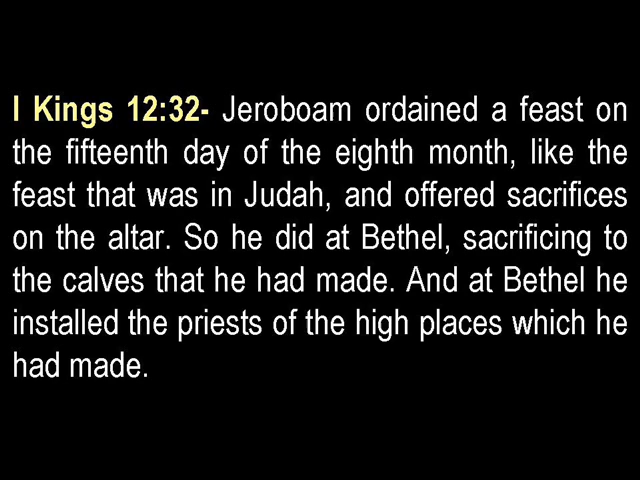 I Kings 12:32- Jeroboam ordained a feast on
the fifteenth day of the eighth month, like the
feast that was in Judah, and offered sacrifices
on the altar. So he did at Bethel, sacrificing to
the calves that he had made. And at Bethel he
installed the priests of the high places which he
had made.